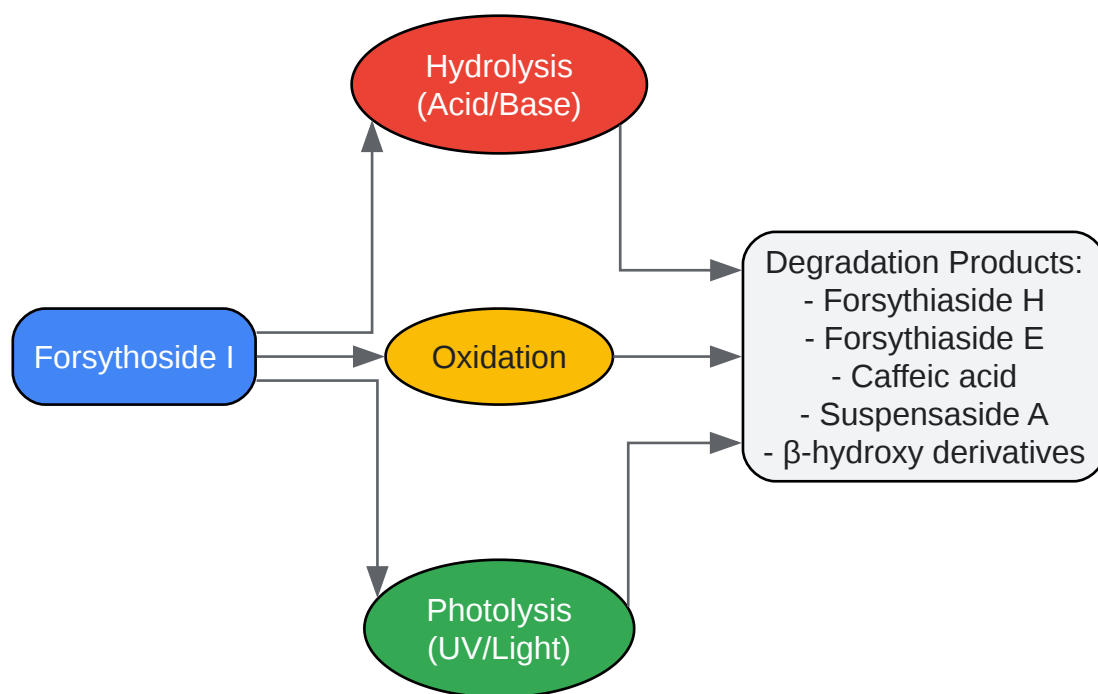 Hydrolysis
(Acid/Base)
Forsythoside I
Oxidation
Degradation Products:
- Forsythiaside H
- Forsythiaside E
- Caffeic acid
- Suspensaside A
- β-hydroxy derivatives
Photolysis
(UV/Light)